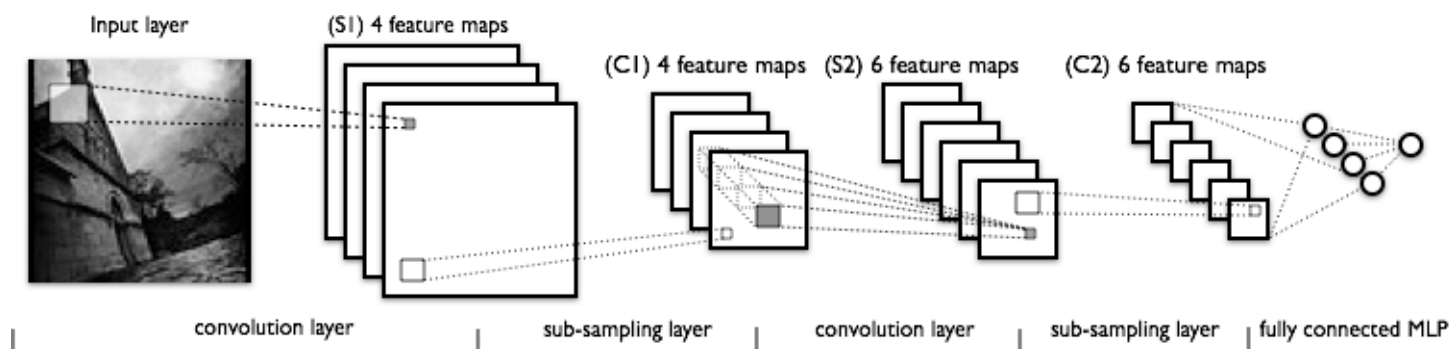 Input layer
(S1) 4 feature maps
(C1) 4 feature maps
(S2) 6 feature maps
(C2) 6 feature maps
convolution layer
sub-sampling layer
convolution layer
sub-sampling layer
fully connected MLP